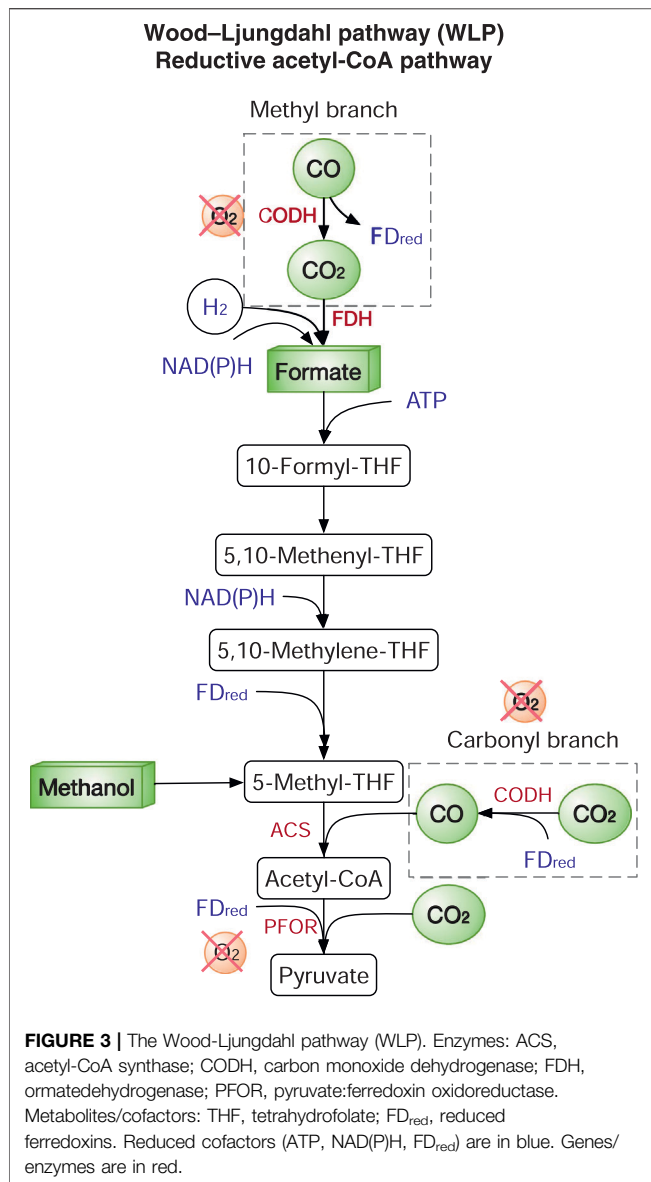 Wood–Ljungdahl pathway (WLP)
Reductive acetyl-CoA pathway
Methyl branch
CO
O2
CODH
FDred
CO2
H2
FDH
NAD(P)H
Formate
ATP
10-Formyl-THF
5,10-Methenyl-THF
NAD(P)H
5,10-Methylene-THF
FDred
O2
Carbonyl branch
Methanol
5-Methyl-THF
CODH
CO
CO2
ACS
FDred
Acetyl-CoA
FDred
CO2
PFOR
O2
Pyruvate
FIGURE 3 | The Wood-Ljungdahl pathway (WLP). Enzymes: ACS,
acetyl-CoA synthase; CODH, carbon monoxide dehydrogenase; FDH,
ormatedehydrogenase; PFOR, pyruvate:ferredoxin oxidoreductase.
Metabolites/cofactors: THF, tetrahydrofolate; FDred, reduced
ferredoxins. Reduced cofactors (ATP, NAD(P)H, FDred) are in blue. Genes/
enzymes are in red.